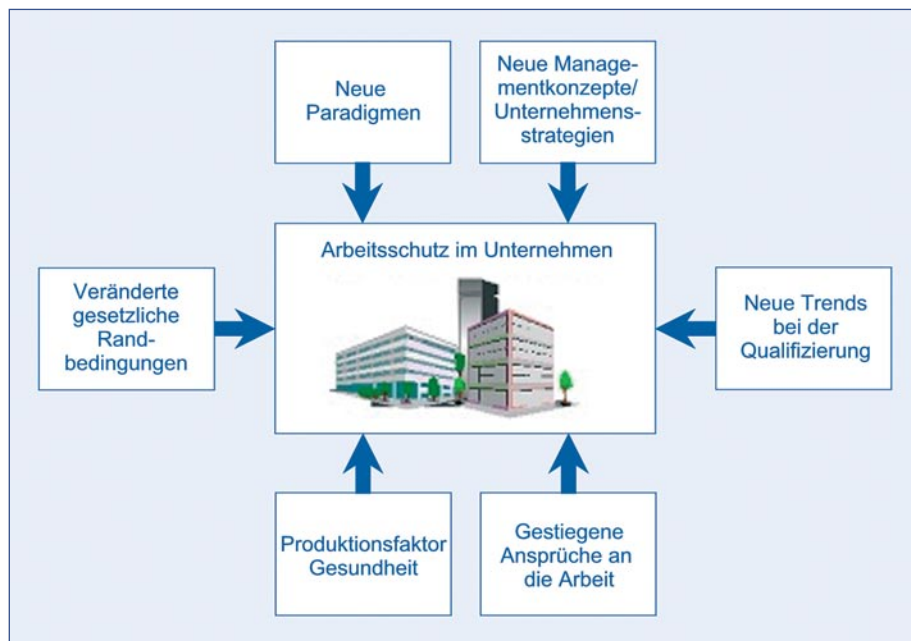 Neue
Paradigmen
Neue Manage-
mentkonzepte/
Unternehmens-
strategien
Arbeitsschutz im Unternehmen
Veränderte
gesetzliche
Rand-
bedingungen
Neue Trends
bei der
Qualifizierung
Produktionsfaktor
Gesundheit
Gestiegene
Ansprüche an
die Arbeit